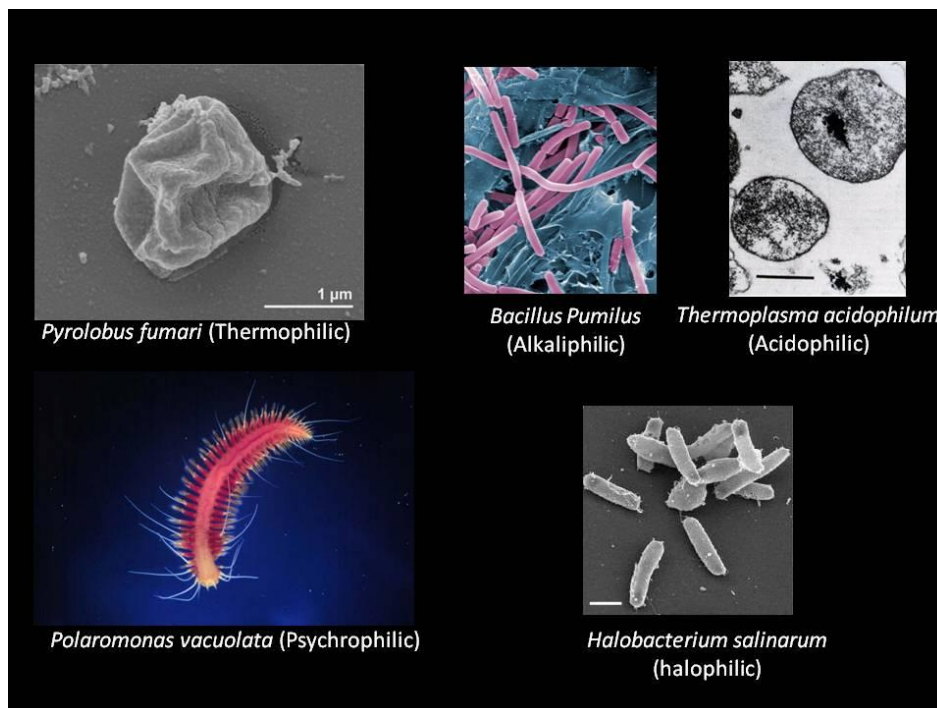 1 µm
Pyrolobus fumari (Thermophilic)
Bacillus Pumilus
(Alkaliphilic)
Thermoplasma acidophilum
(Acidophilic)
Polaromonas vacuolata (Psychrophilic)
Halobacterium salinarum
(halophilic)